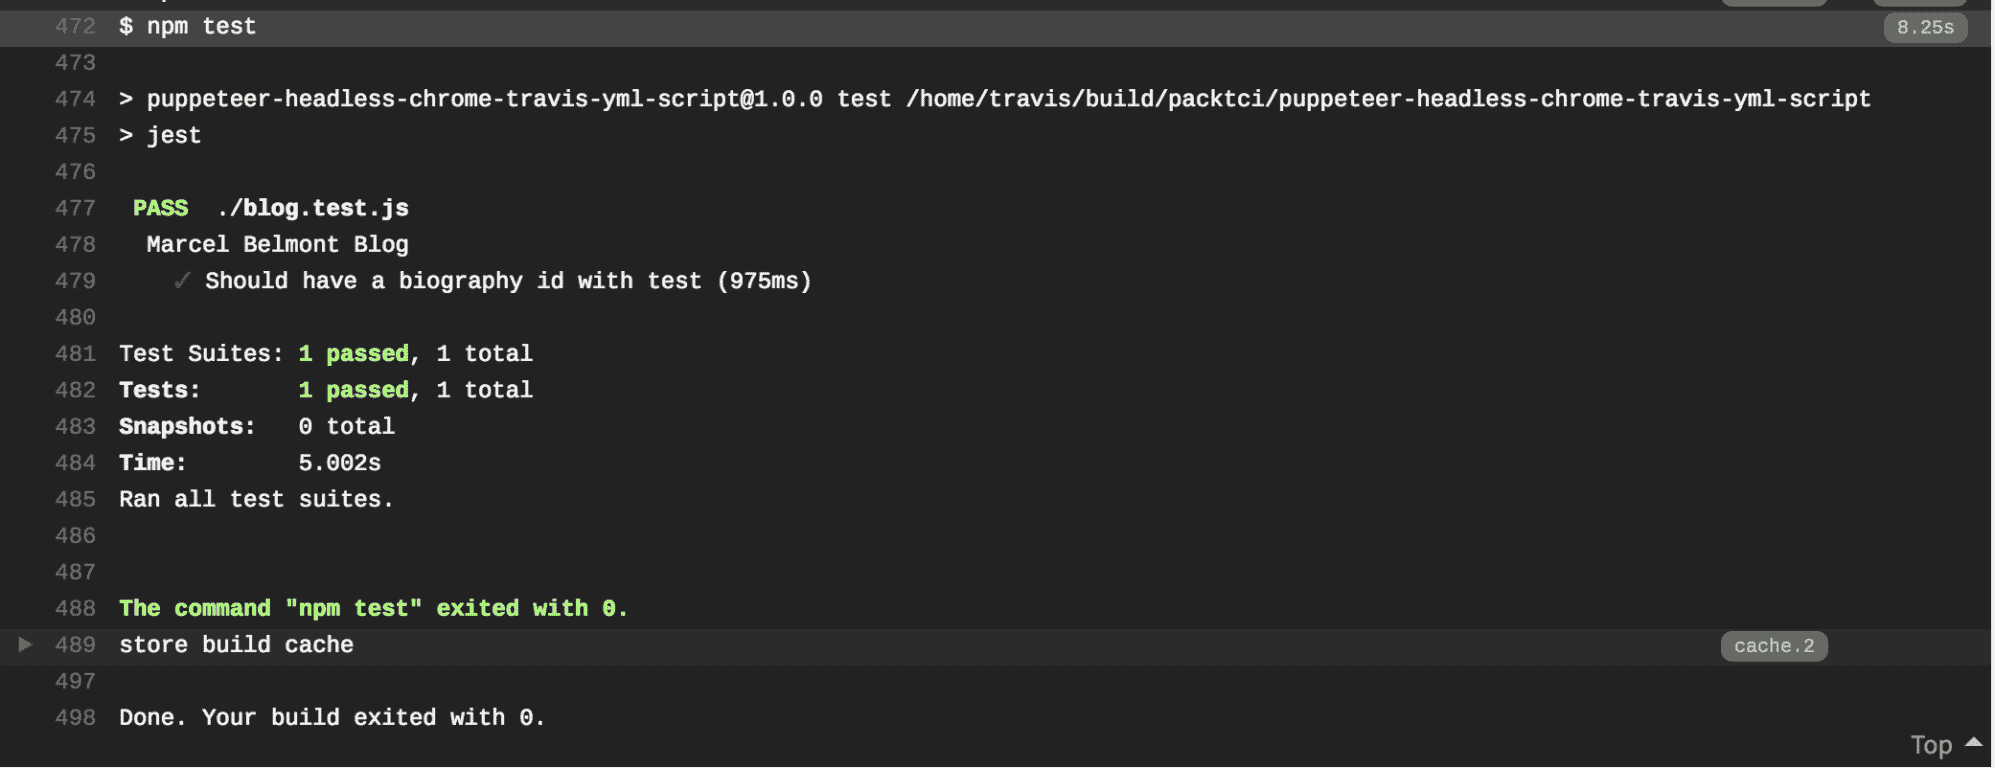 472 $ npm test 8.25s
473
474 > puppeteer-headless-chrome-travis-yml-script@1.0.0 test /home/travis/build/packtci/puppeteer-headless-chrome-travis-yml-script
475 > jest
476
477 PASS ./blog.test.js
478 Marcel Belmont Blog
479 ✓ Should have a biography id with test (975ms)
480
481 Test Suites: 1 passed, 1 total
482 Tests: 1 passed, 1 total
483 Snapshots: 0 total
484 Time: 5.002s
485 Ran all test suites.
486
487
488 The command "npm test" exited with 0.
489 store build cache cache.2
497
498 Done. Your build exited with 0.
Top